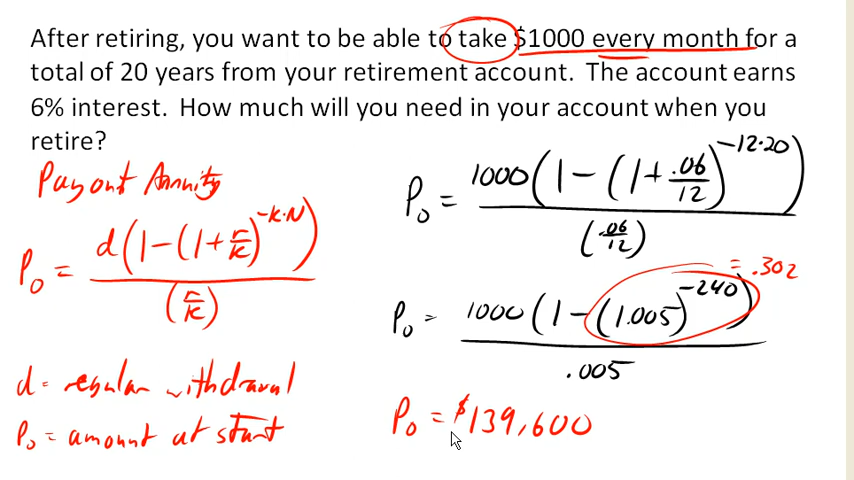 After retiring, you want to be able to take $1000 every month for a
total of 20 years from your retirement account.  The account earns
6% interest.  How much will you need in your account when you
retire?
Payout Annuity
P₀ = d(1-(1+r/k)^(-k·N)) / (r/k)
d = regular withdrawal
P₀ = amount at start
P₀ = 1000(1-(1+.06/12)^(-12·20)) / (.06/12)
P₀ = 1000(1-(1.005)^(-240)) / .005
= .302
P₀ = $139,600